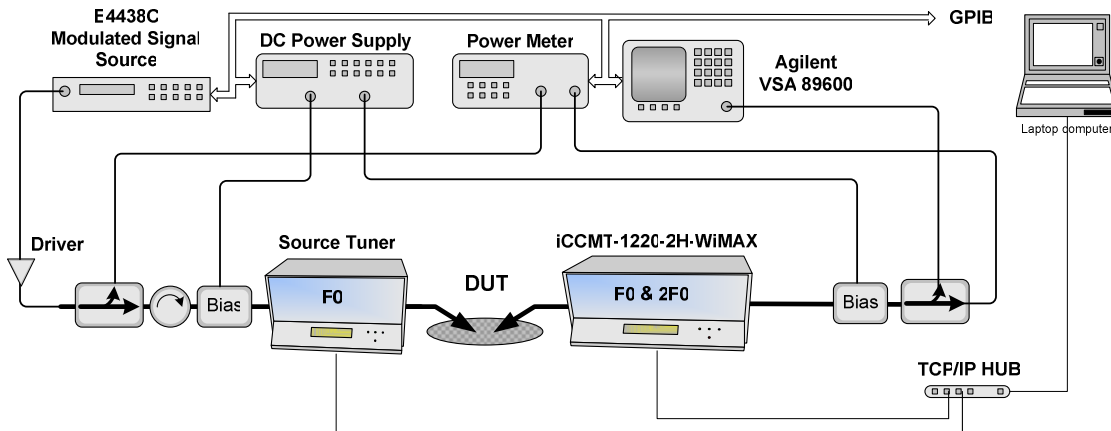 E4438C
Modulated Signal
Source
DC Power Supply
Power Meter
GPIB
Agilent
VSA 89600
Laptop computer
Driver
Source Tuner
iCCMT-1220-2H-WiMAX
Bias
F0
DUT
F0 & 2F0
Bias
TCP/IP HUB